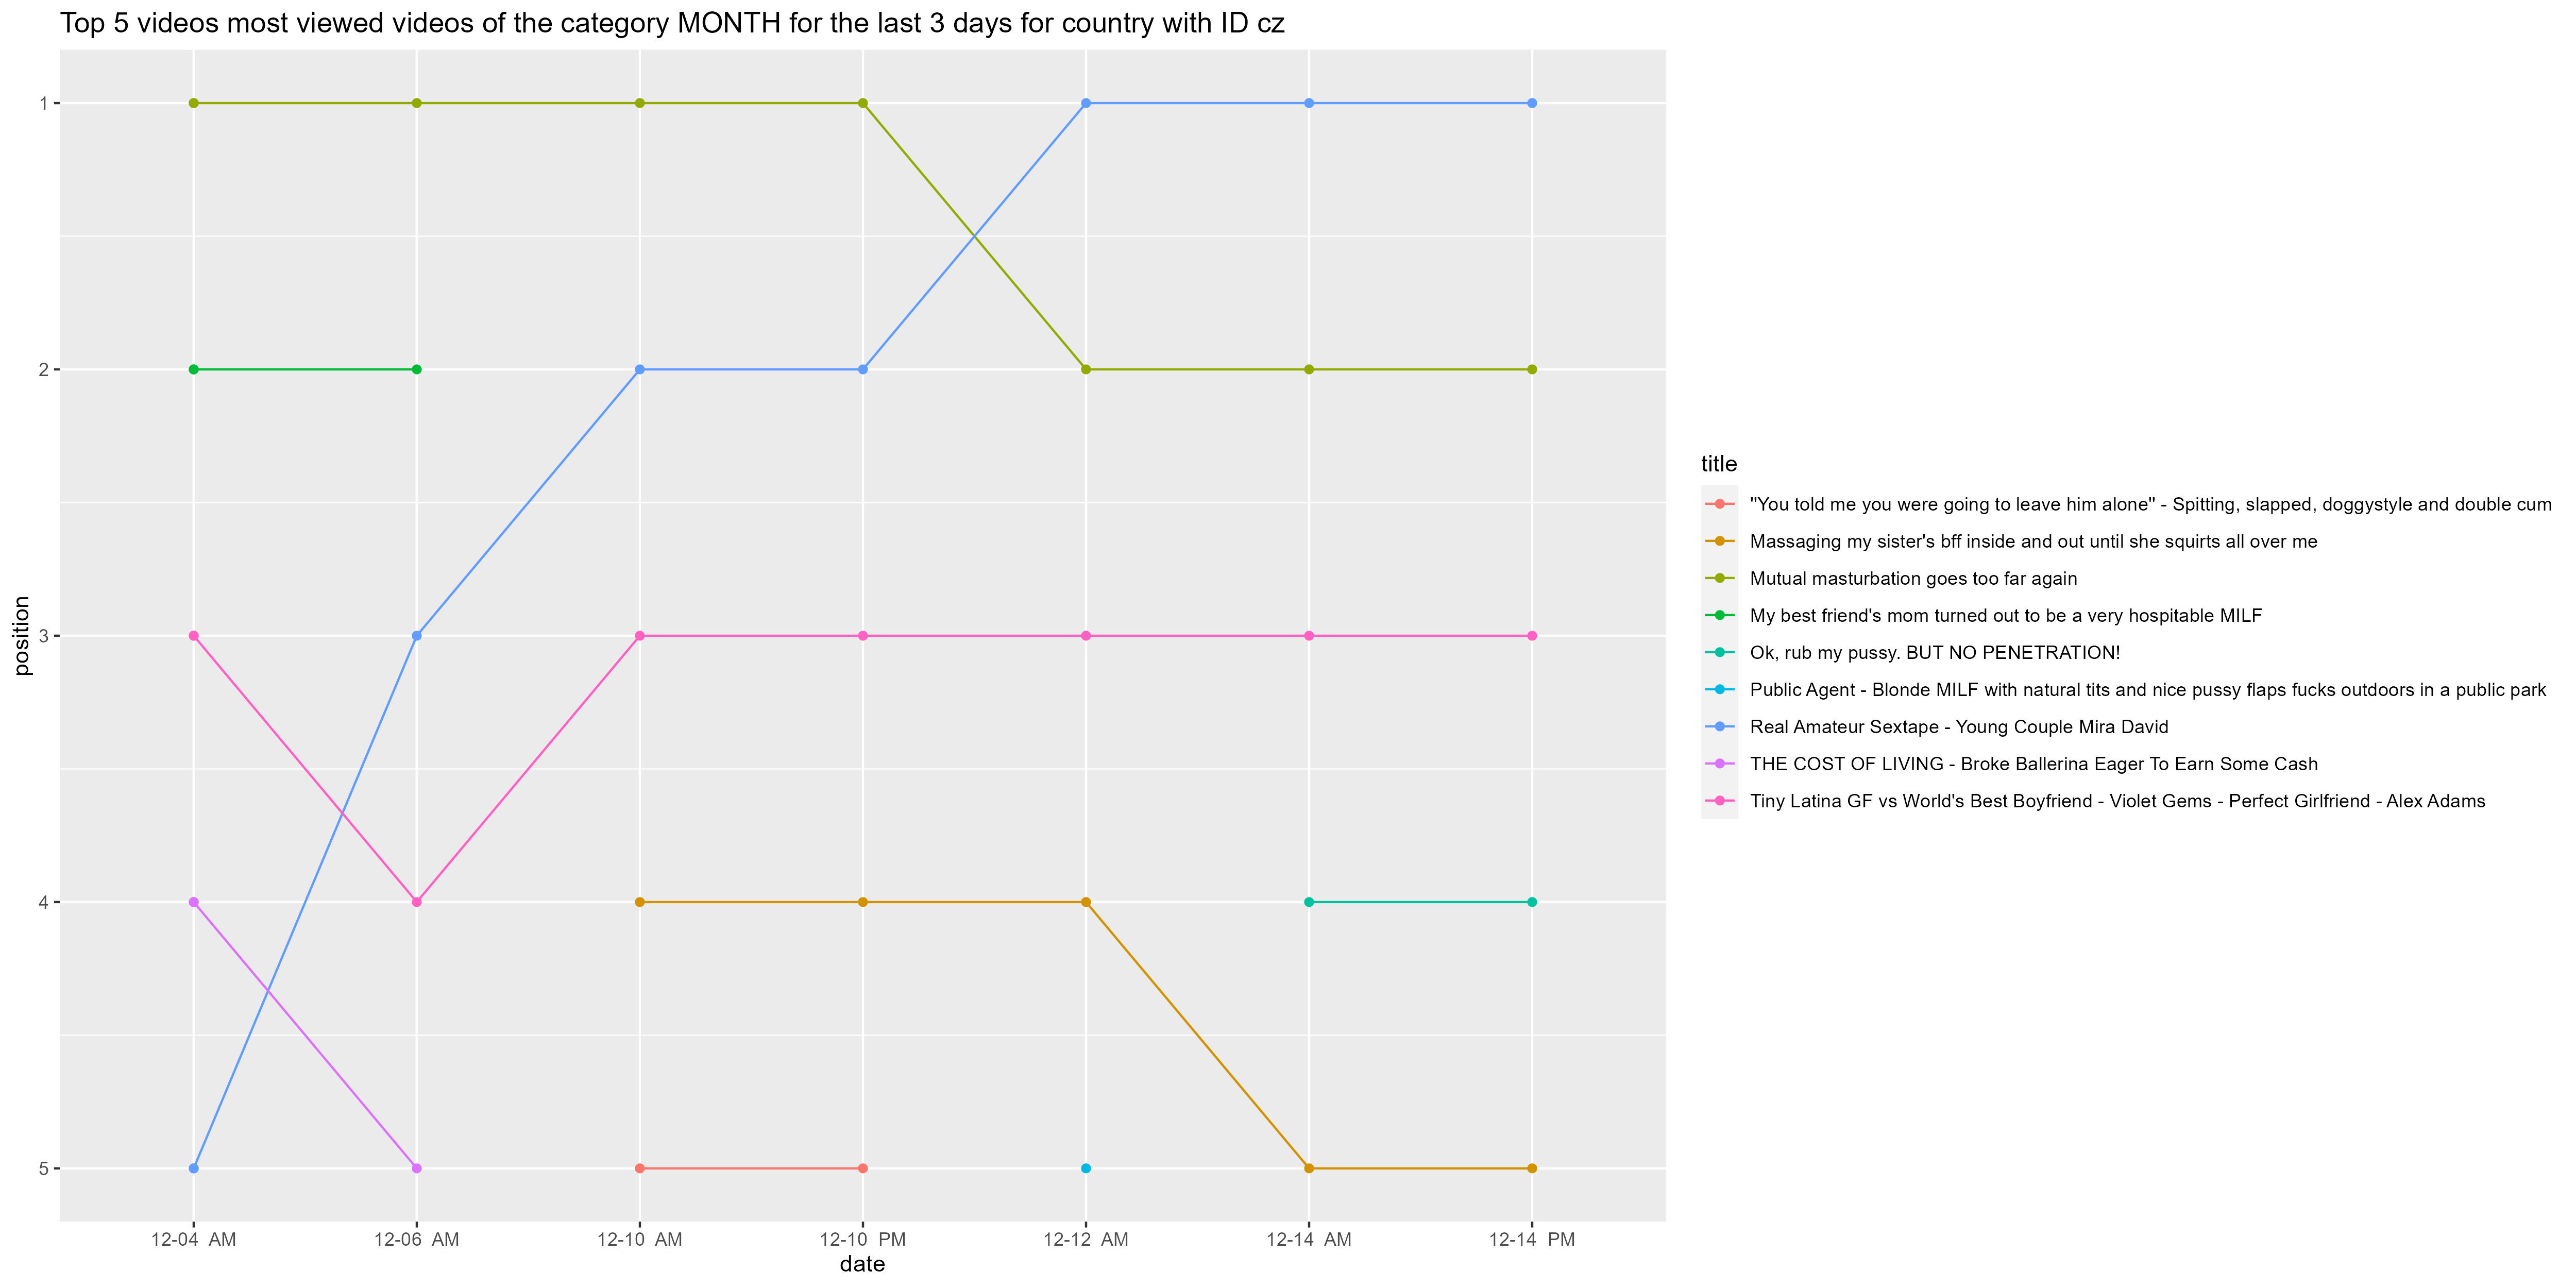 Top 5 videos most viewed videos of the category MONTH for the last 3 days for country with ID cz
1
2
3
4
5
position
12-04 AM
12-06 AM
12-10 AM
12-10 PM
12-12 AM
12-14 AM
12-14 PM
date
title
"You told me you were going to leave him alone" - Spitting, slapped, doggystyle and double cum
Massaging my sister's bff inside and out until she squirts all over me
Mutual masturbation goes too far again
My best friend's mom turned out to be a very hospitable MILF
Ok, rub my pussy. BUT NO PENETRATION!
Public Agent - Blonde MILF with natural tits and nice pussy flaps fucks outdoors in a public park
Real Amateur Sextape - Young Couple Mira David
THE COST OF LIVING - Broke Ballerina Eager To Earn Some Cash
Tiny Latina GF vs World's Best Boyfriend - Violet Gems - Perfect Girlfriend - Alex Adams